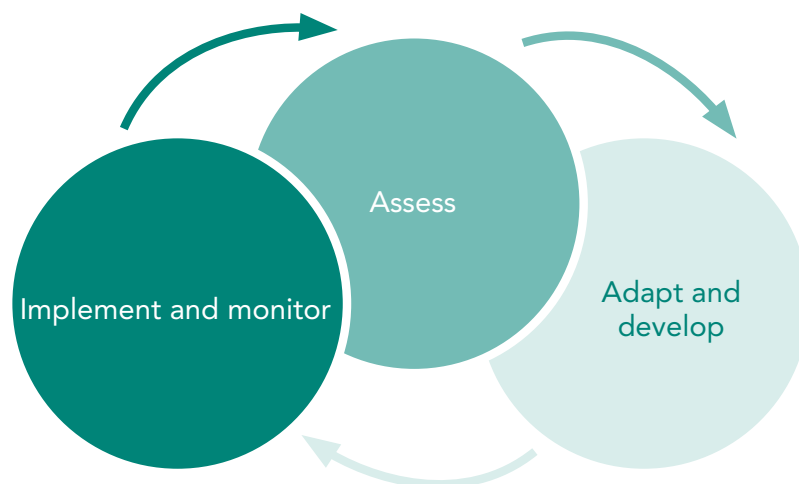 Assess
Implement and monitor
Adapt and
develop